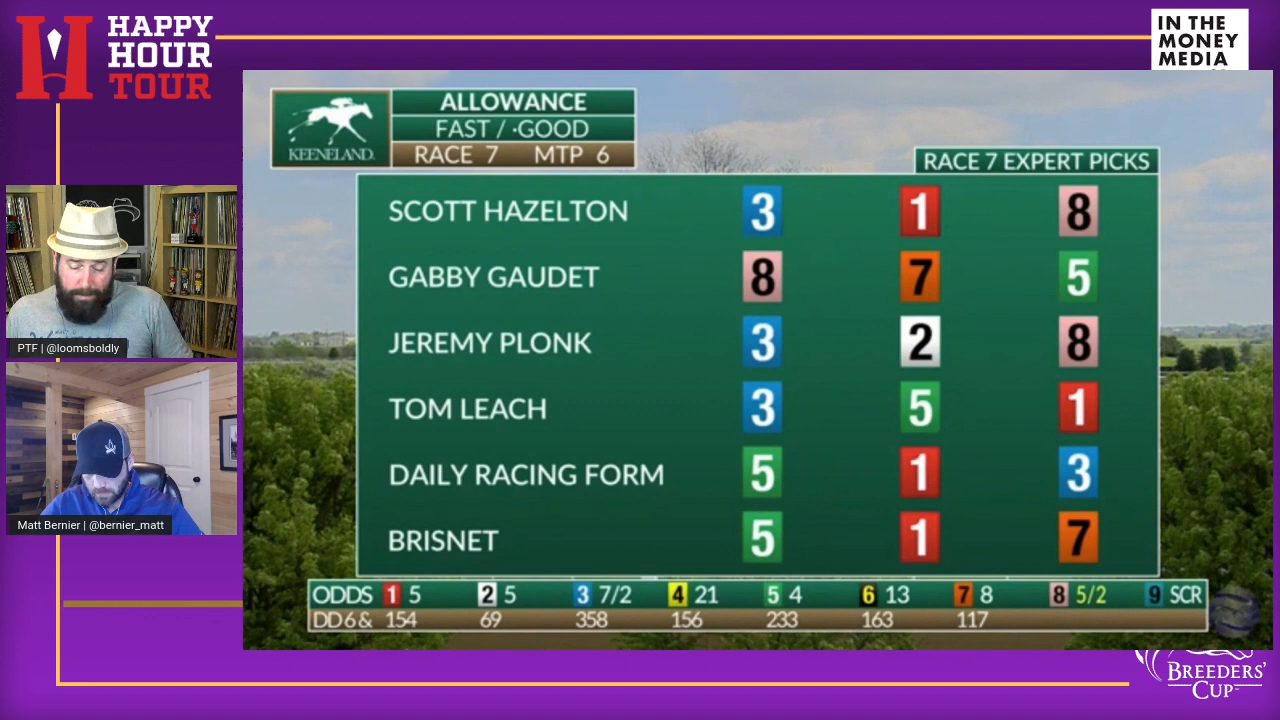 HAPPY
HOUR
TOUR
IN THE
MONEY
MEDIA
ALLOWANCE
FAST / ·GOOD
RACE 7 MTP 6
KEENELAND
RACE 7 EXPERT PICKS
SCOTT HAZELTON 3 1 8
GABBY GAUDET 8 7 5
JEREMY PLONK 3 2 8
TOM LEACH 3 5 1
DAILY RACING FORM 5 1 3
BRISNET 5 1 7
ODDS 1 5 2 5 3 7/2 4 21 5 4 6 13 7 8 8 5/2 9 SCR
DD 6 & 154 69 358 156 233 163 117
PTF | @loomsboldly
Matt Bernier | @bernier_matt
BREEDERS'
CUP